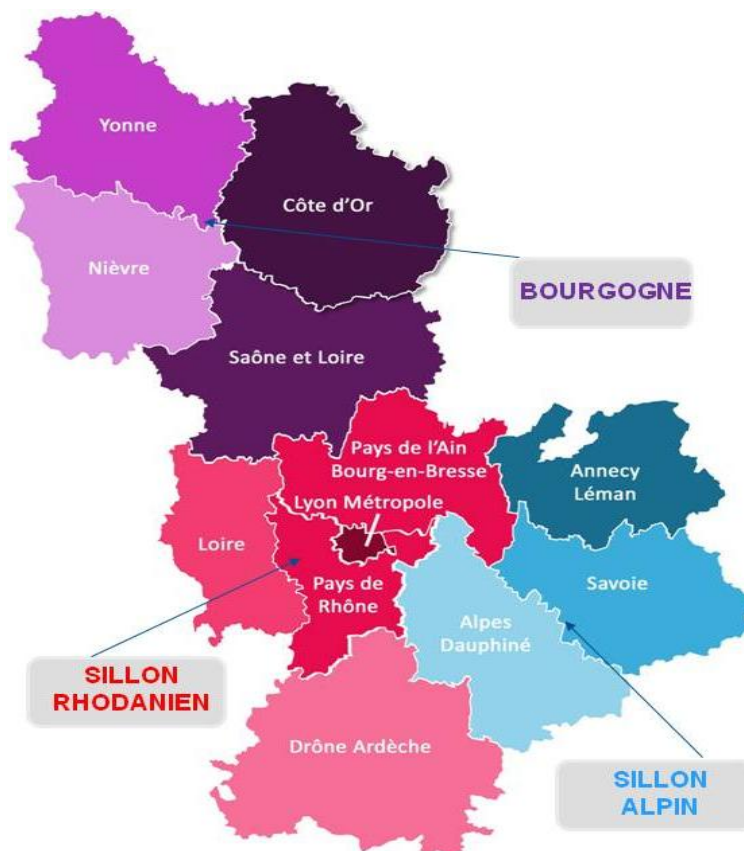 Yonne
Côte d'Or
Nièvre
BOURGOGNE
Saône et Loire
Pays de l'Ain
Bourg-en-Bresse
Annecy
Léman
Lyon Métropole
Loire
Savoie
Pays de
Rhône
Alpes
Dauphiné
SILLON
RHODANIEN
Drône Ardèche
SILLON
ALPIN